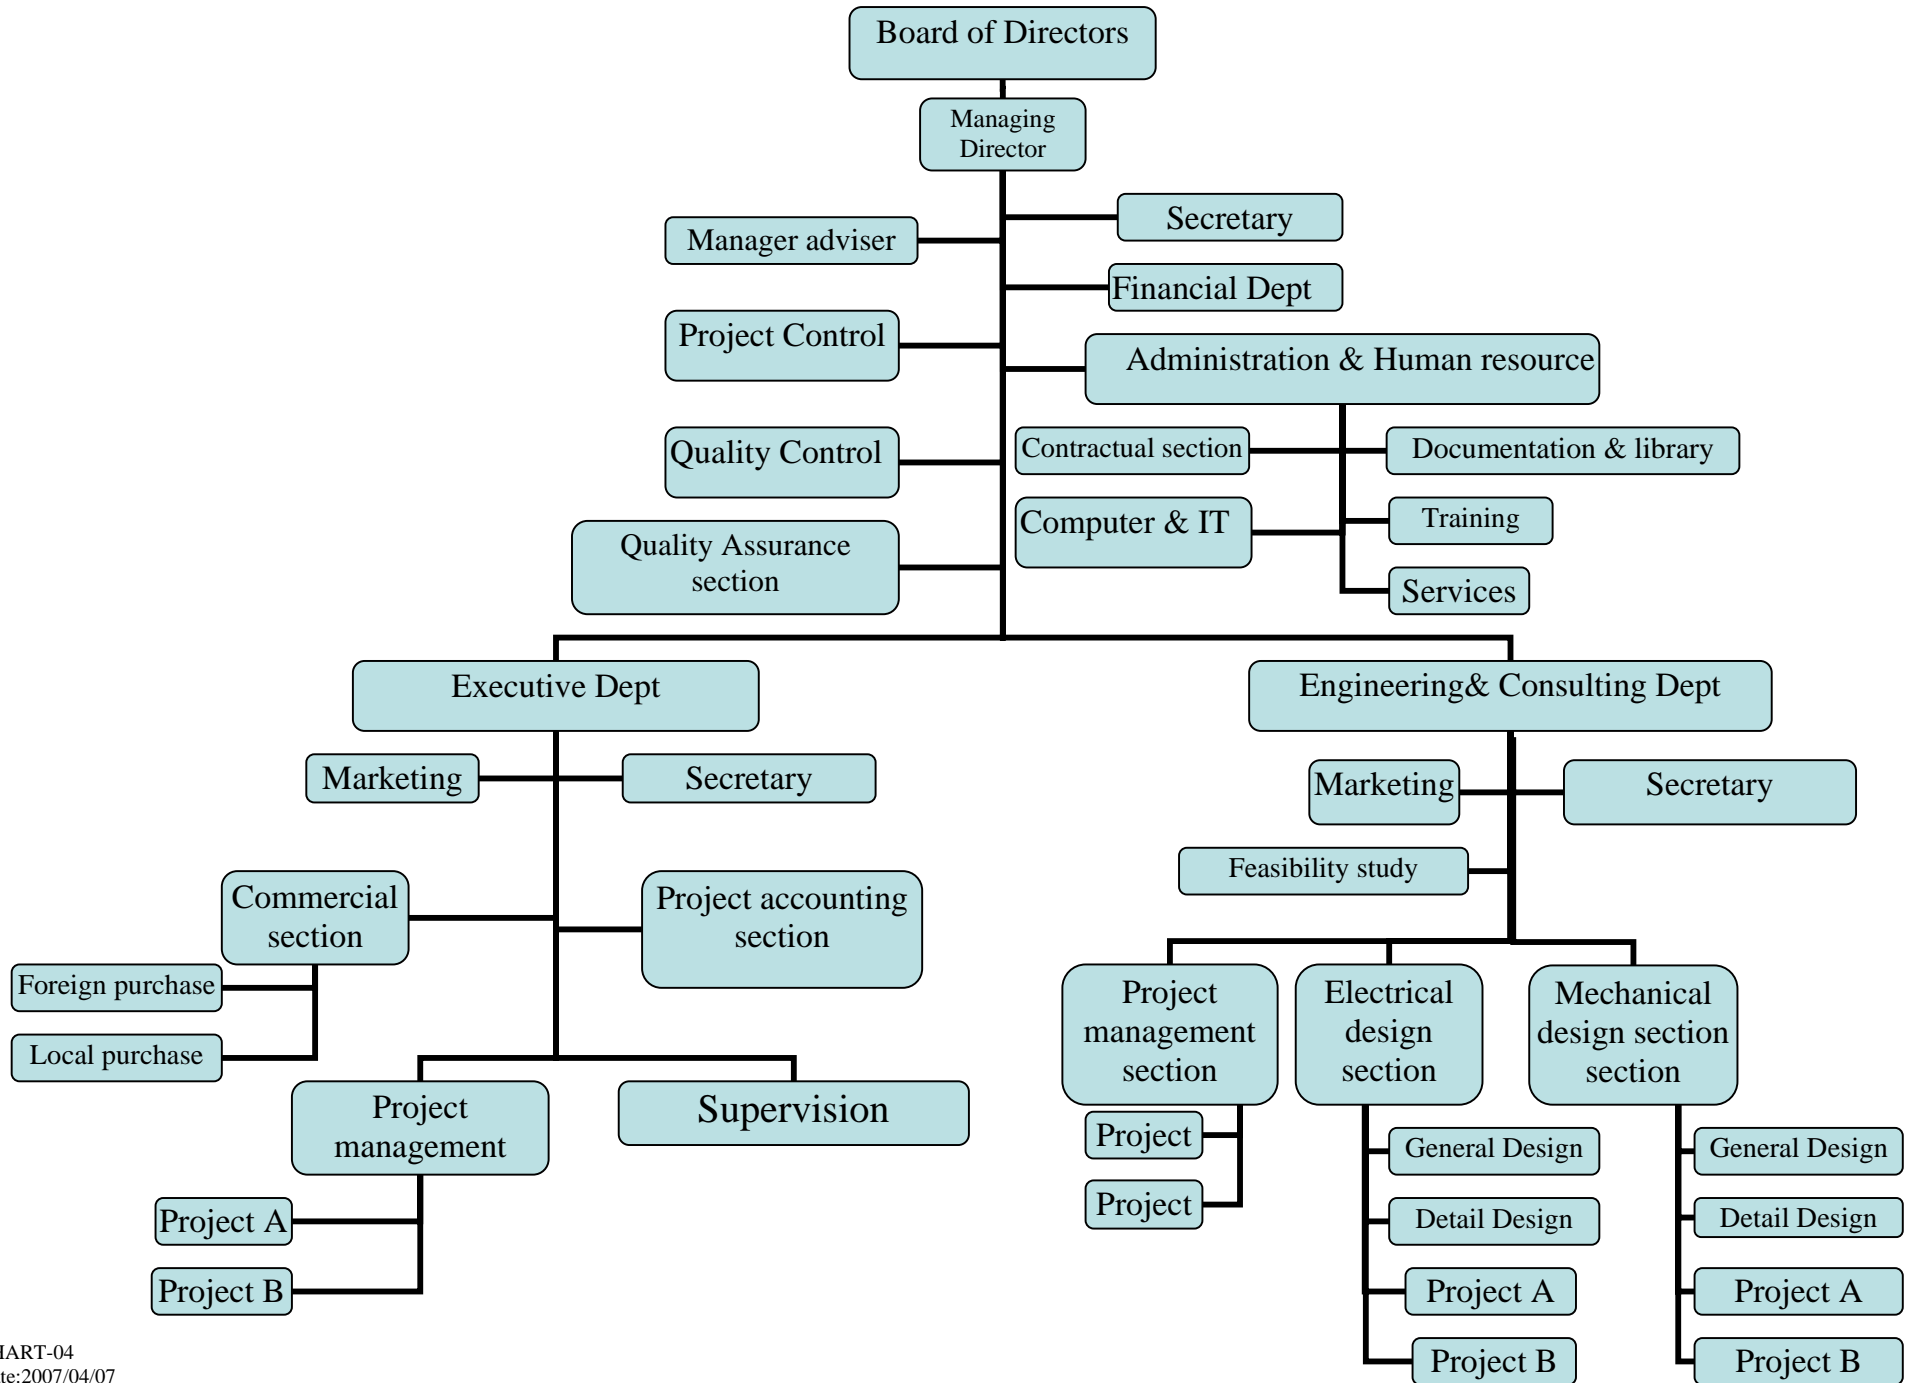 Board of Directors
Managing
Director
Secretary
Manager adviser
Financial Dept
Project Control
Administration & Human resource
Quality Control
Contractual section
Documentation & library
Computer & IT
Training
Quality Assurance
section
Services
Executive Dept
Engineering& Consulting Dept
Marketing
Secretary
Marketing
Secretary
Feasibility study
Commercial
section
Project accounting
section
Foreign purchase
Local purchase
Project
management
section
Electrical
design
section
Mechanical
design section
section
Project
management
Supervision
Project
Project
General Design
Detail Design
Project A
Project B
General Design
Detail Design
Project A
Project B
Project A
Project B
HART-04
te:2007/04/07